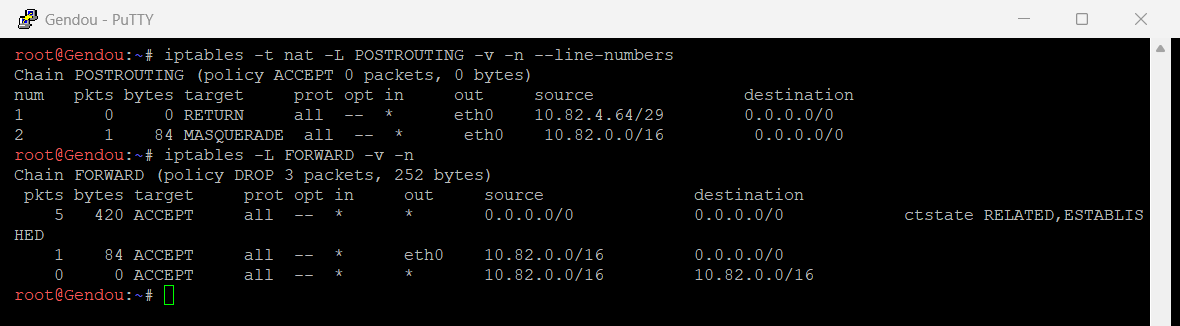 Gendou - PuTTY
root@Gendou:~# iptables -t nat -L POSTROUTING -v -n --line-numbers
Chain POSTROUTING (policy ACCEPT 0 packets, 0 bytes)
num   pkts bytes target     prot opt in     out     source               destination
1        0     0 RETURN     all  --  *      eth0    10.82.4.64/29        0.0.0.0/0
2        1    84 MASQUERADE  all  --  *      eth0    10.82.0.0/16         0.0.0.0/0
root@Gendou:~# iptables -L FORWARD -v -n
Chain FORWARD (policy DROP 3 packets, 252 bytes)
 pkts bytes target     prot opt in     out     source               destination
    5   420 ACCEPT     all  --  *      *       0.0.0.0/0            0.0.0.0/0            ctstate RELATED,ESTABLIS
HED
    1    84 ACCEPT     all  --  *      eth0    10.82.0.0/16         0.0.0.0/0
    0     0 ACCEPT     all  --  *      *       10.82.0.0/16         10.82.0.0/16
root@Gendou:~#